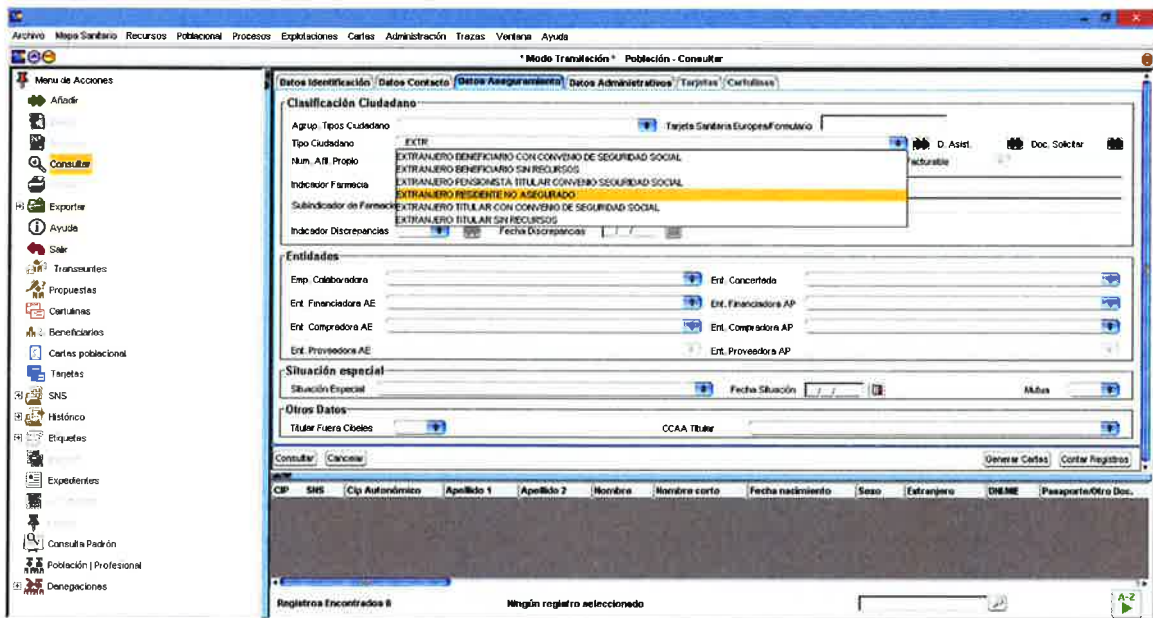 Archivo Mapa Sanitario Recursos Poblacional Procesos Explotaciones Cartas Administración Trazas Ventana Ayuda
* Modo Tramitación * Población - Consultar
Menu de Acciones
Añadir
Consultar
Exportar
Ayuda
Salir
Transeuntes
Propuestas
Cartulinas
Beneficiarios
Cartas poblacional
Tarjetas
SNS
Histórico
Etiquetas
Expedientes
Consulta Padrón
Población | Profesional
Denegaciones
Datos Identificación Datos Contacto Datos Aseguramiento Datos Administrativos Tarjetas Cartulinas
Clasificación Ciudadano
Agrup. Tipos Cuidadano Tarjeta Sanitaria Europea/Formulario
Tipo Ciudadano EXTR D. Asist. Doc. Solicitar
Num. Afil. Propio facturable
EXTRANJERO BENEFICIARIO CON CONVENIO DE SEGURIDAD SOCIAL
EXTRANJERO BENEFICIARIO SIN RECURSOS
Indicador Farmacia
EXTRANJERO PENSIONISTA TITULAR CONVENIO SEGURIDAD SOCIAL
EXTRANJERO RESIDENTE NO ASEGURADO
Subindicador de Farmacia
EXTRANJERO TITULAR CON CONVENIO DE SEGURIDAD SOCIAL
EXTRANJERO TITULAR SIN RECURSOS
Indicador Discrepancias Fecha Discrepancias / /
Entidades
Emp. Colaboradora Ent. Concertada
Ent. Financiadora AE Ent. Financiadora AP
Ent. Compradora AE Ent. Compradora AP
Ent. Proveedora AE Ent. Proveedora AP
Situación especial
Situación Especial Fecha Situación / / Mutua
Otros Datos
Titular Fuera Cibeles CCAA Titular
Consultar Cancelar Generar Cartas Contar Registros
CIP SNS Cip Autonómico Apellido 1 Apellido 2 Nombre Nombre corto Fecha nacimiento Sexo Extranjero DNI/NIE Pasaporte/Otro Doc.
Registros Encontrados 0 Ningún registro seleccionado
A-Z